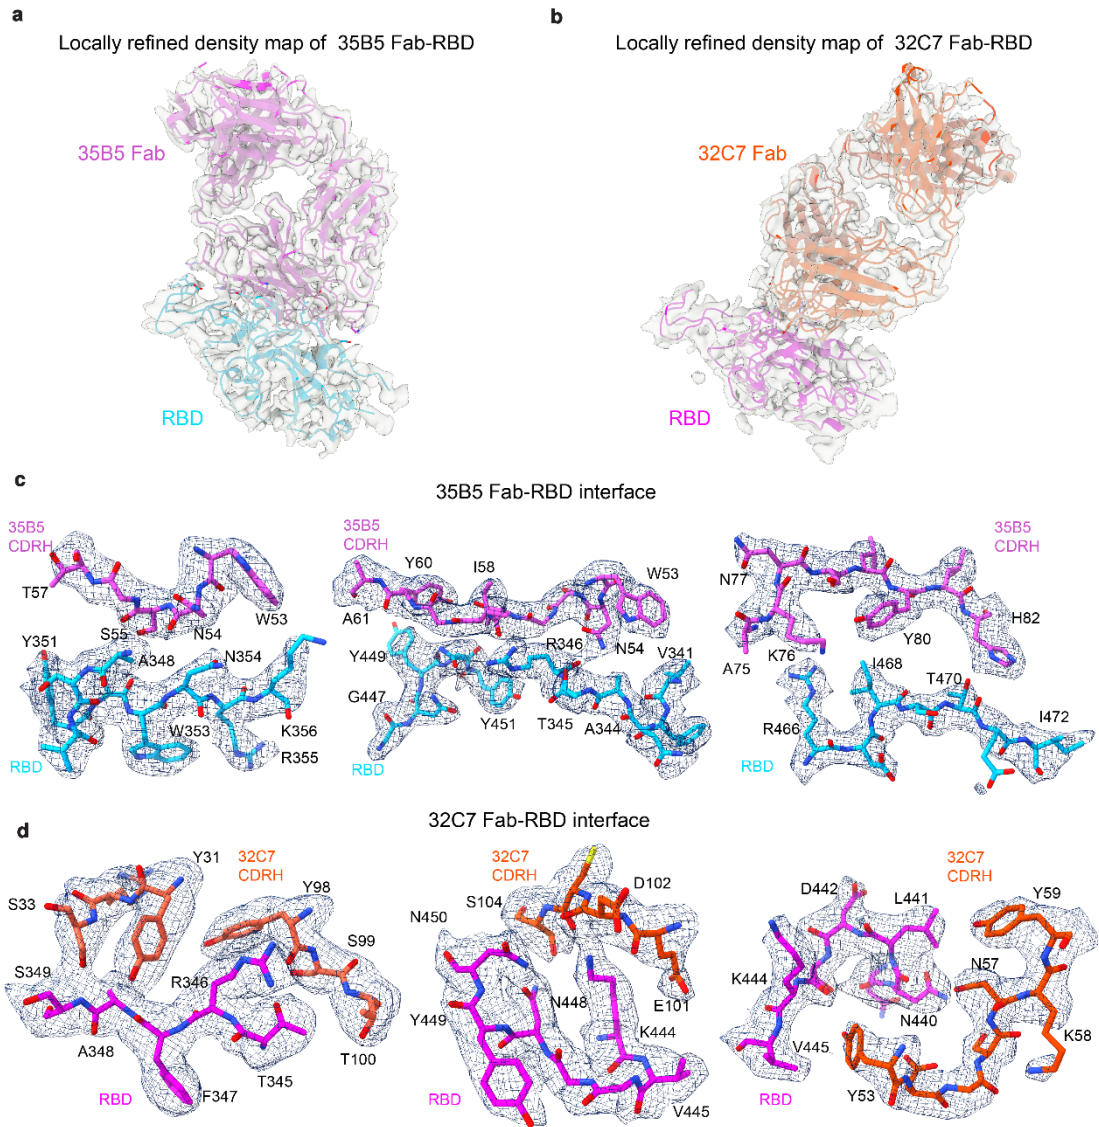 a
b
Locally refined density map of 35B5 Fab-RBD
Locally refined density map of 32C7 Fab-RBD
35B5 Fab
32C7 Fab
RBD
RBD
c
35B5 Fab-RBD interface
35B5
CDRH
T57
S55
N54
W53
Y351
A348
N354
W353
K356
R355
RBD
35B5
CDRH
Y60
I58
W53
A61
R346
N54
Y449
V341
G447
Y451
T345
A344
RBD
35B5
CDRH
N77
H82
Y80
K76
A75
I468
T470
R466
I472
RBD
d
32C7 Fab-RBD interface
Y31
32C7
CDRH
S33
Y98
S99
S349
R346
A348
T345
T100
F347
RBD
32C7
CDRH
D102
S104
N450
N448
E101
Y449
K444
RBD
V445
32C7
CDRH
D442
L441
Y59
K444
N57
N440
K58
V445
Y53
RBD